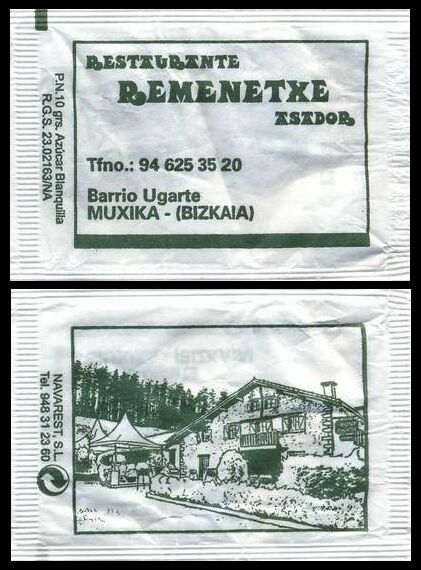 RESTAURANTE
REMENETXE
ASADOR
Tfno.: 94 625 35 20
Barrio Ugarte
MUXIKA - (BIZKAIA)
P.N.10 grs. Azúcar Blanquilla
R.G.S. 23.02163/NA
NAVAREST S.L.
Tel. 948 31 23 60